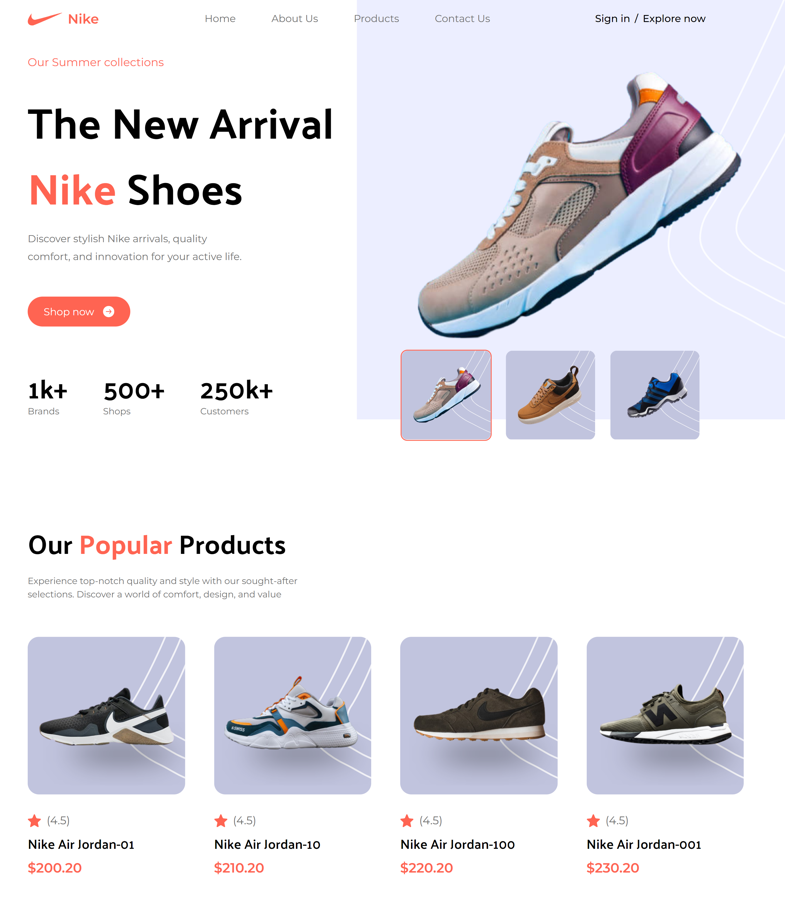 Nike
Home
About Us
Products
Contact Us
Sign in / Explore now
Our Summer collections
The New Arrival
Nike Shoes
Discover stylish Nike arrivals, quality
comfort, and innovation for your active life.
Shop now
1k+
Brands
500+
Shops
250k+
Customers
Our Popular Products
Experience top-notch quality and style with our sought-after
selections. Discover a world of comfort, design, and value
(4.5)
Nike Air Jordan-01
$200.20
(4.5)
Nike Air Jordan-10
$210.20
(4.5)
Nike Air Jordan-100
$220.20
(4.5)
Nike Air Jordan-001
$230.20